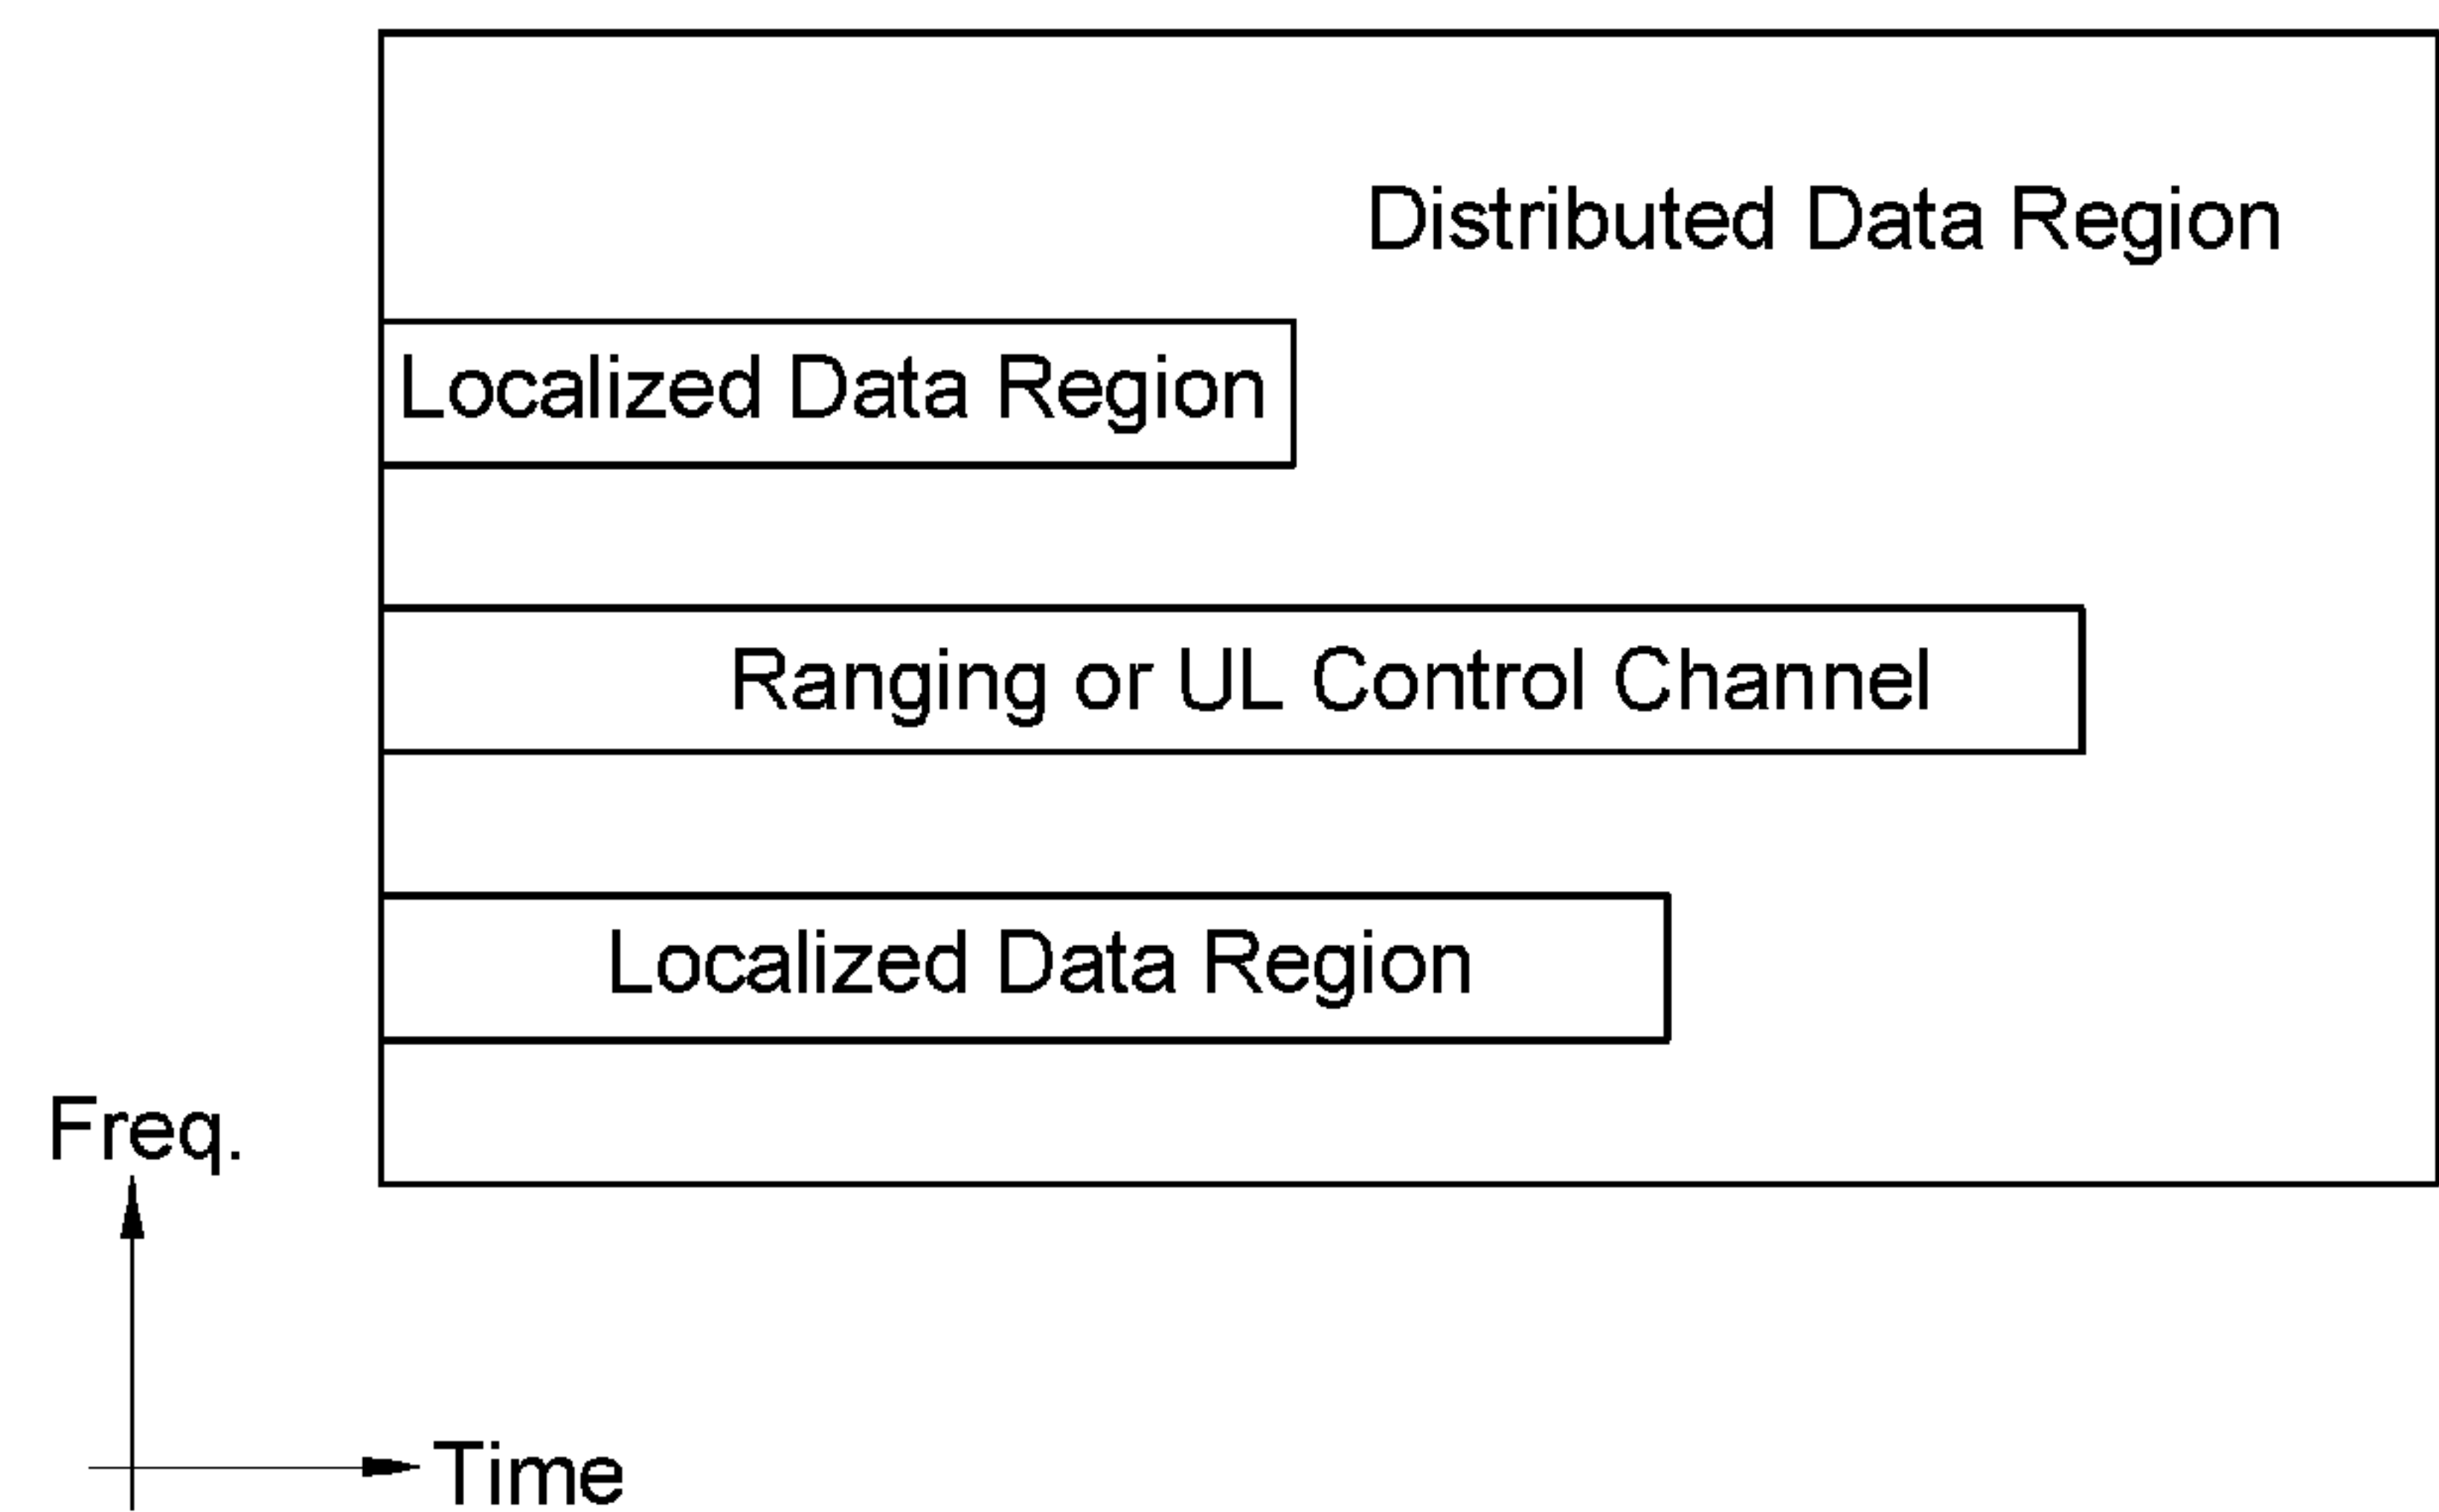 Distributed Data Region
Localized Data Region
Ranging or UL Control Channel
Localized Data Region
Freq.
Time